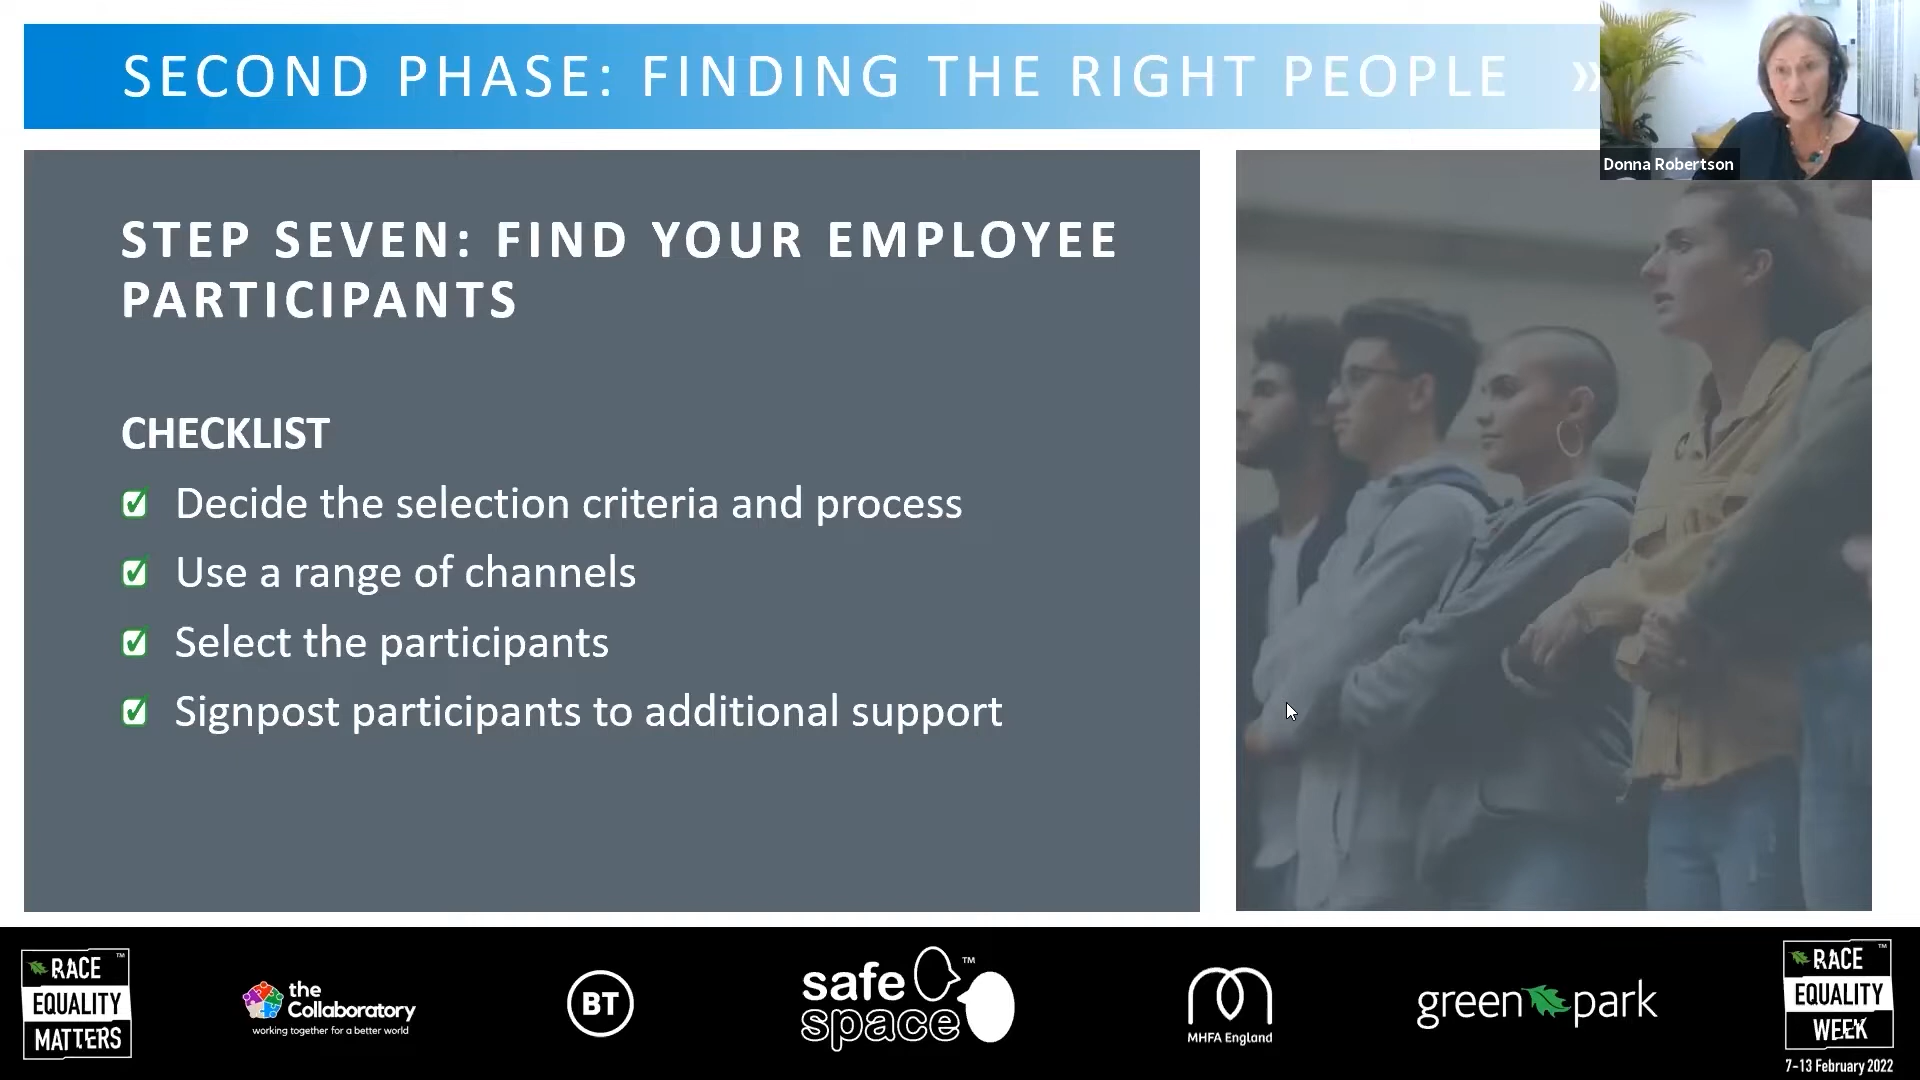 SECOND PHASE: FINDING THE RIGHT PEOPLE »
Donna Robertson
STEP SEVEN: FIND YOUR EMPLOYEE
PARTICIPANTS
CHECKLIST
Decide the selection criteria and process
Use a range of channels
Select the participants
Signpost participants to additional support
RACE ™
EQUALITY
MATTERS
the
Collaboratory
working together for a better world
BT
safe ™
space
MHFA England
green park
RACE ™
EQUALITY
WEEK
7-13 February 2022